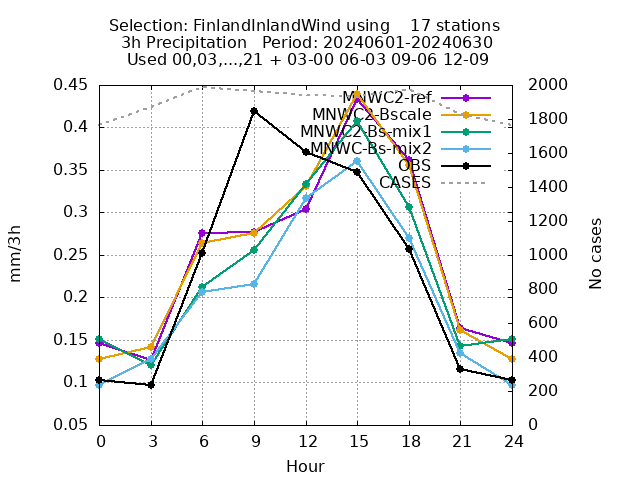 Selection: FinlandInlandWind using    17 stations
3h Precipitation   Period: 20240601-20240630
Used 00,03,...,21 + 03-00 06-03 09-06 12-09
0.45
0.4
0.35
0.3
0.25
0.2
0.15
0.1
0.05
mm/3h
MNWC2-ref
MNWC2-Bscale
MNWC2-Bs-mix1
MNWC-Bs-mix2
OBS
CASES
2000
1800
1600
1400
1200
1000
800
600
400
200
0
No cases
0 3 6 9 12 15 18 21 24
Hour